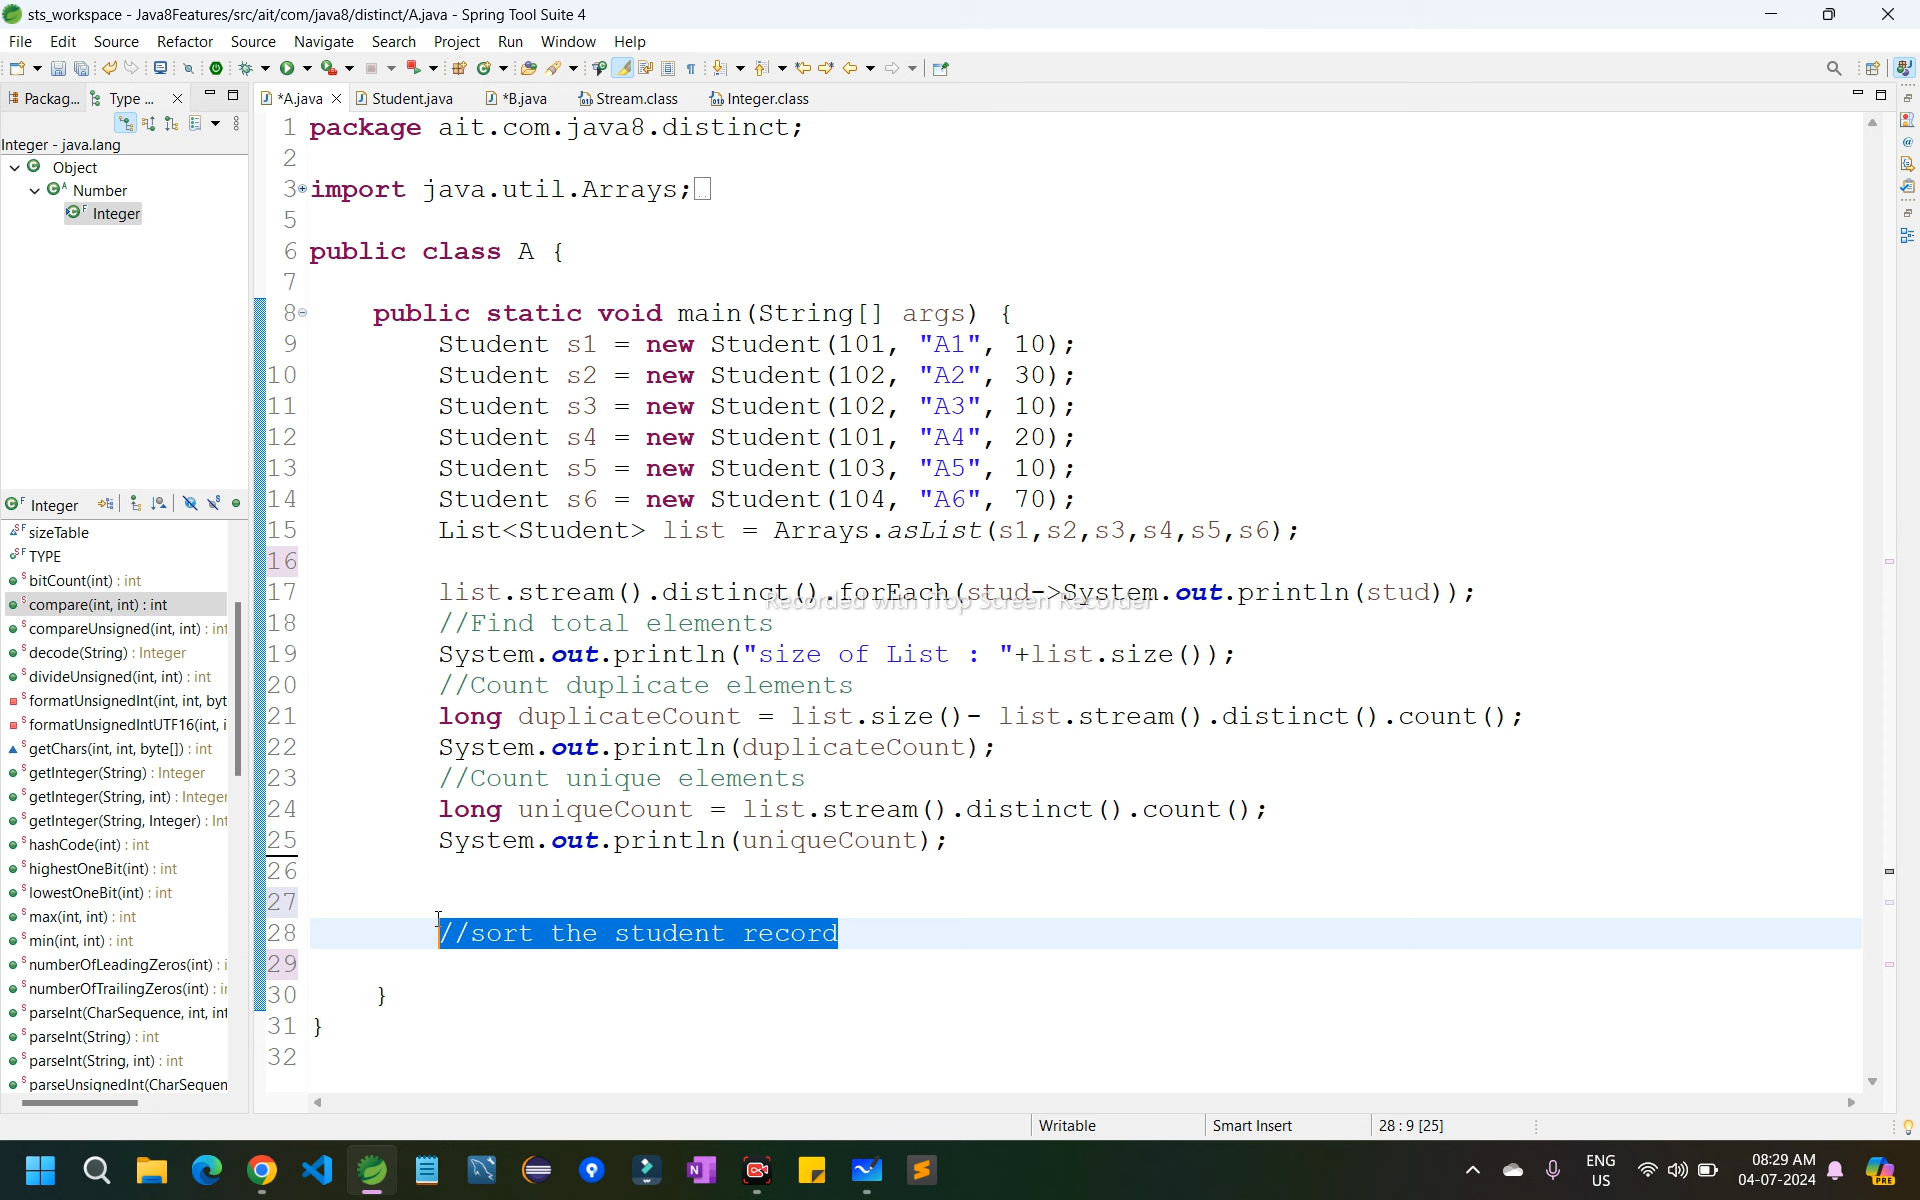 sts_workspace - Java8Features/src/ait/com/java8/distinct/A.java - Spring Tool Suite 4
File Edit Source Refactor Source Navigate Search Project Run Window Help
Packag... Type ...
*A.java Student.java *B.java Stream.class Integer.class
Integer - java.lang
Object
Number
Integer
Integer
sizeTable
TYPE
bitCount(int) : int
compare(int, int) : int
compareUnsigned(int, int) : int
decode(String) : Integer
divideUnsigned(int, int) : int
formatUnsignedInt(int, int, byt
formatUnsignedIntUTF16(int, i
getChars(int, int, byte[]) : int
getInteger(String) : Integer
getInteger(String, int) : Integer
getInteger(String, Integer) : Int
hashCode(int) : int
highestOneBit(int) : int
lowestOneBit(int) : int
max(int, int) : int
min(int, int) : int
numberOfLeadingZeros(int) : i
numberOfTrailingZeros(int) : in
parseInt(CharSequence, int, int
parseInt(String) : int
parseInt(String, int) : int
parseUnsignedInt(CharSequen
1 package ait.com.java8.distinct;
2
3 import java.util.Arrays;
5
6 public class A {
7
8 public static void main(String[] args) {
9 Student s1 = new Student(101, "A1", 10);
10 Student s2 = new Student(102, "A2", 30);
11 Student s3 = new Student(102, "A3", 10);
12 Student s4 = new Student(101, "A4", 20);
13 Student s5 = new Student(103, "A5", 10);
14 Student s6 = new Student(104, "A6", 70);
15 List<Student> list = Arrays.asList(s1,s2,s3,s4,s5,s6);
16
17 list.stream().distinct().forEach(stud->System.out.println(stud));
Recorded with iTop Screen Recorder
18 //Find total elements
19 System.out.println("size of List : "+list.size());
20 //Count duplicate elements
21 long duplicateCount = list.size()- list.stream().distinct().count();
22 System.out.println(duplicateCount);
23 //Count unique elements
24 long uniqueCount = list.stream().distinct().count();
25 System.out.println(uniqueCount);
26
27
28 //sort the student record
29
30 }
31 }
32
Writable Smart Insert 28 : 9 [25]
ENG
US
08:29 AM
04-07-2024
PRE